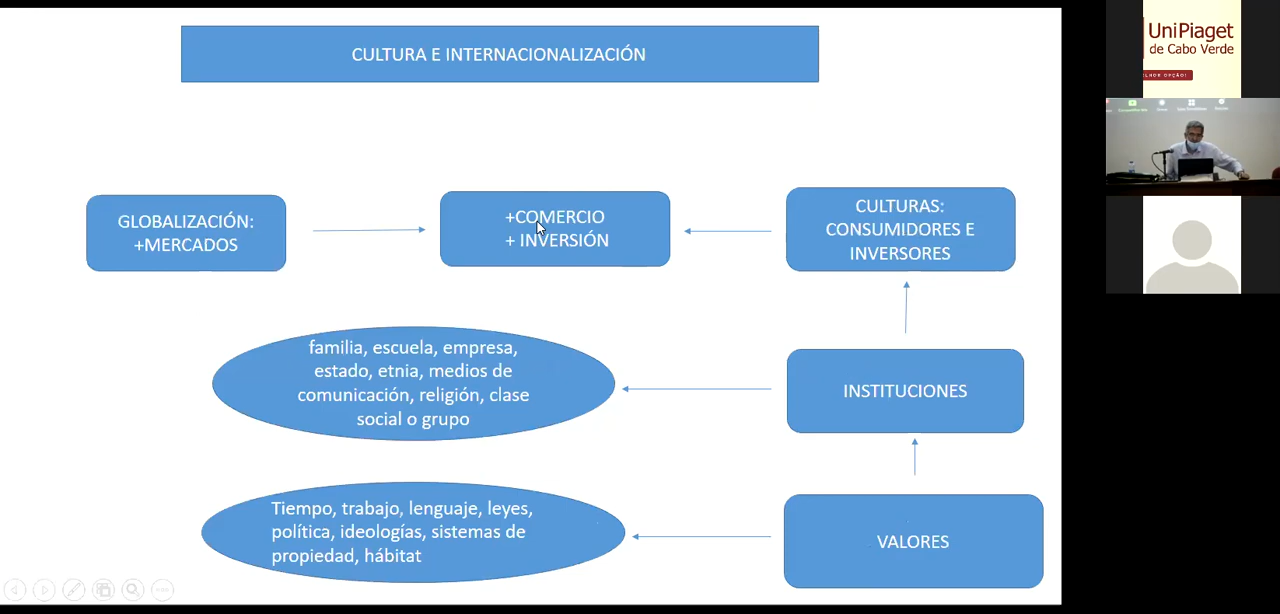 CULTURA E INTERNACIONALIZACIÓN
GLOBALIZACIÓN:
+MERCADOS
+COMERCIO
+ INVERSIÓN
CULTURAS:
CONSUMIDORES E
INVERSORES
familia, escuela, empresa,
estado, etnia, medios de
comunicación, religión, clase
social o grupo
INSTITUCIONES
Tiempo, trabajo, lenguaje, leyes,
política, ideologías, sistemas de
propiedad, hábitat
VALORES
UniPiaget
de Cabo Verde
OPÇÃO!